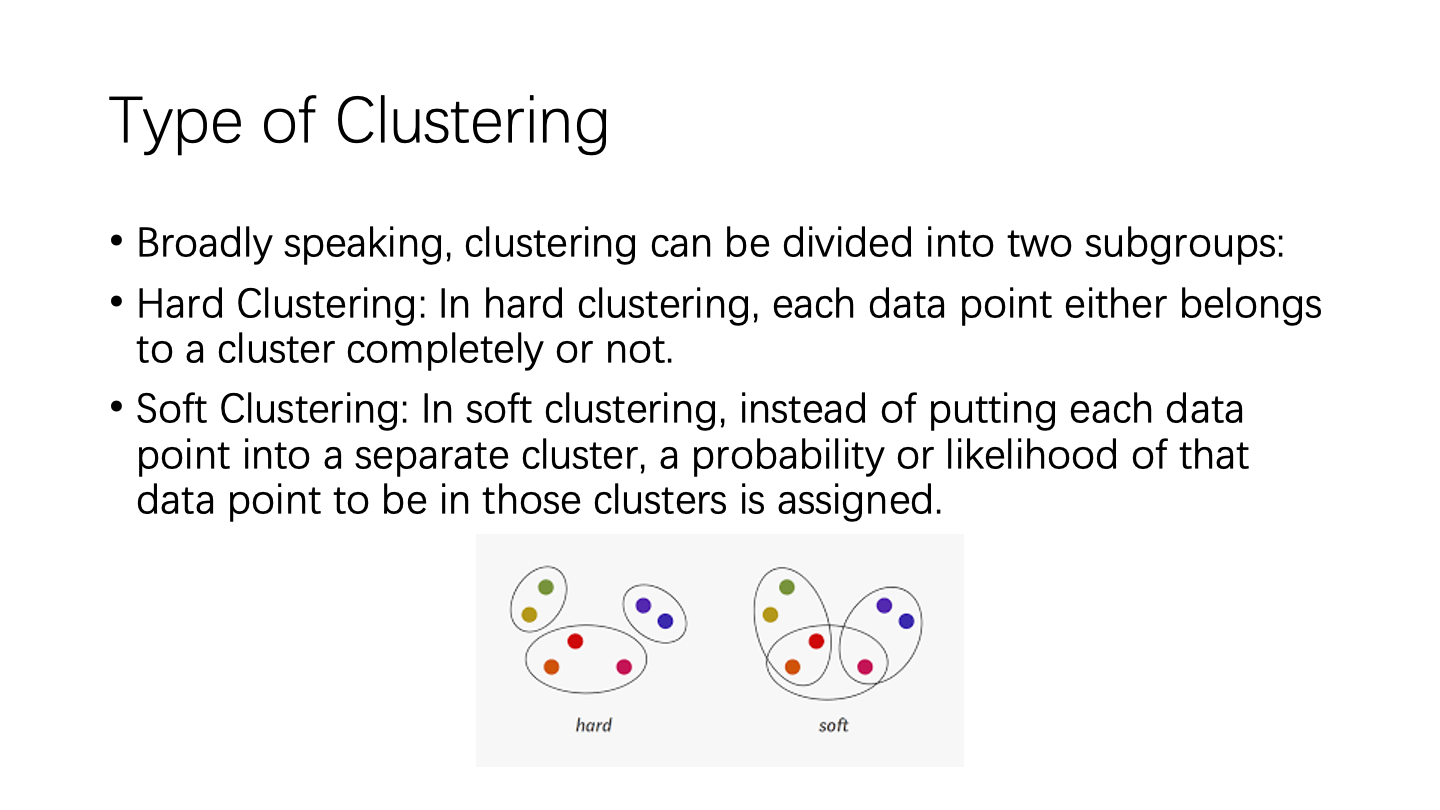 Type of Clustering
• Broadly speaking, clustering can be divided into two subgroups:
• Hard Clustering: In hard clustering, each data point either belongs
to a cluster completely or not.
• Soft Clustering: In soft clustering, instead of putting each data
point into a separate cluster, a probability or likelihood of that
data point to be in those clusters is assigned.
hard
soft